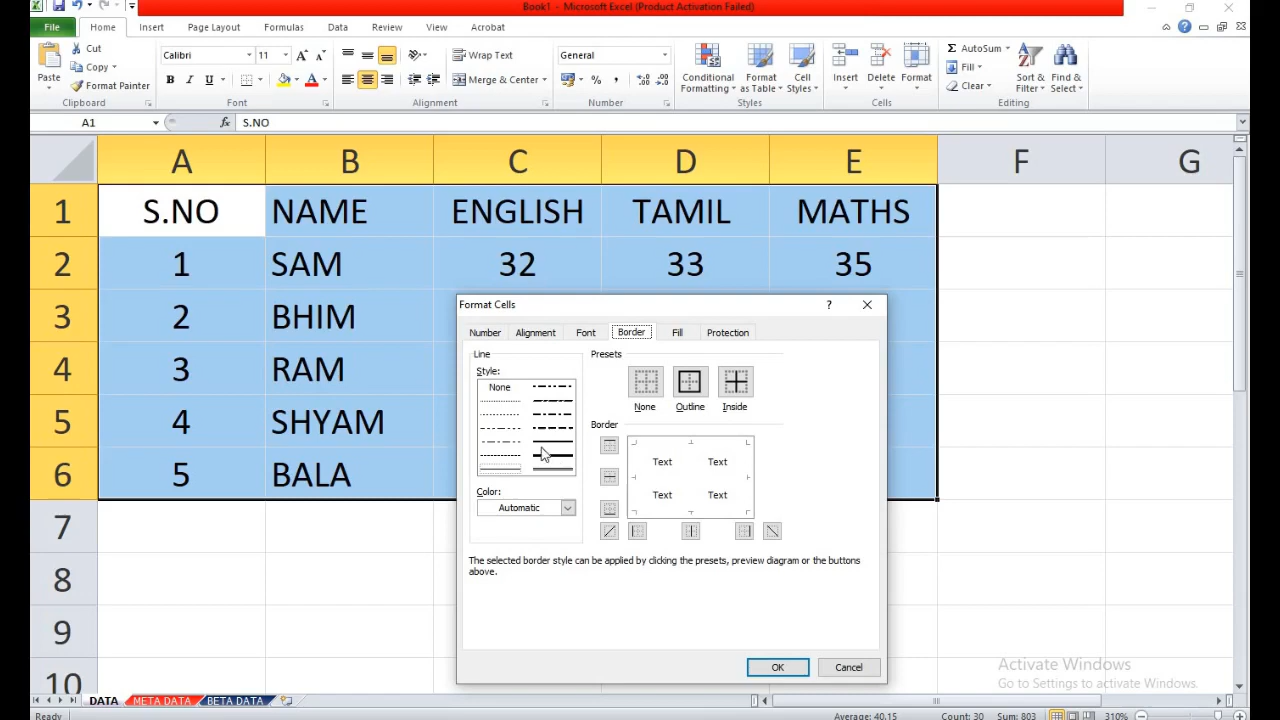 Book1 - Microsoft Excel (Product Activation Failed)
File Home Insert Page Layout Formulas Data Review View Acrobat
Paste
Cut
Copy
Format Painter
Clipboard
Calibri 11
B I U A
Font
Wrap Text
Merge & Center
Alignment
General
%
Number
Conditional Formatting
Format as Table
Cell Styles
Styles
Insert Delete Format
Cells
AutoSum
Fill
Clear
Sort & Filter
Find & Select
Editing
A1 fx S.NO
A B C D E F G
1 S.NO NAME ENGLISH TAMIL MATHS
2 1 SAM 32 33 35
3 2 BHIM
4 3 RAM
5 4 SHYAM
6 5 BALA
7
8
9
10
Format Cells ?
Number Alignment Font Border Fill Protection
Line
Style:
None
Color:
Automatic
Presets
None Outline Inside
Border
Text Text
Text Text
The selected border style can be applied by clicking the presets, preview diagram or the buttons
above.
OK Cancel
Activate Windows
Go to Settings to activate Windows.
DATA META DATA BETA DATA
Ready Average: 40.15 Count: 30 Sum: 803 310%